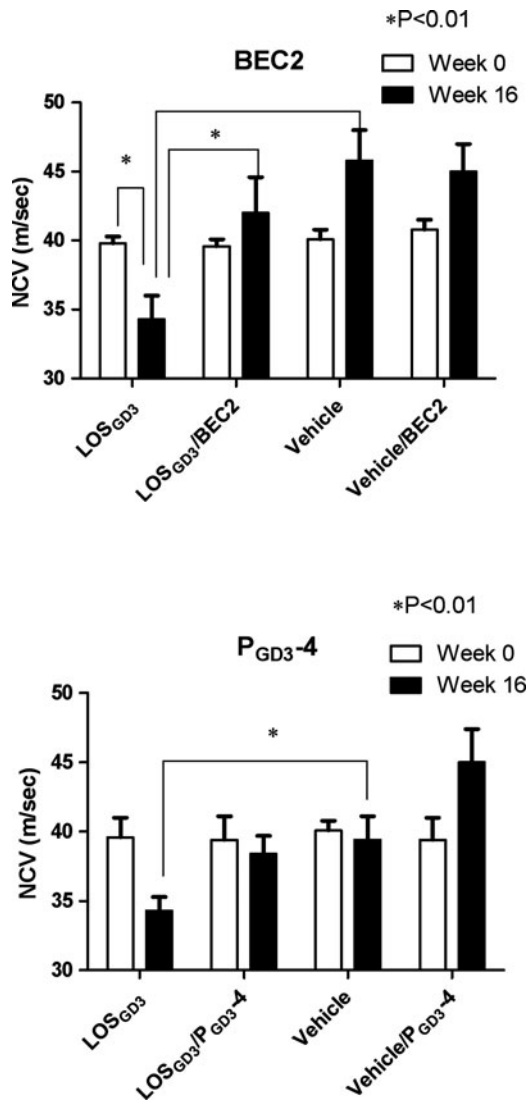 *P<0.01
BEC2
Week 0
Week 16
50
45
40
35
30
NCV (m/sec)
*
*
LOSGD3
LOSGD3/BEC2
Vehicle
Vehicle/BEC2
*P<0.01
PGD3-4
Week 0
Week 16
50
45
40
35
30
NCV (m/sec)
*
LOSGD3
LOSGD3/PGD3-4
Vehicle
Vehicle/PGD3-4